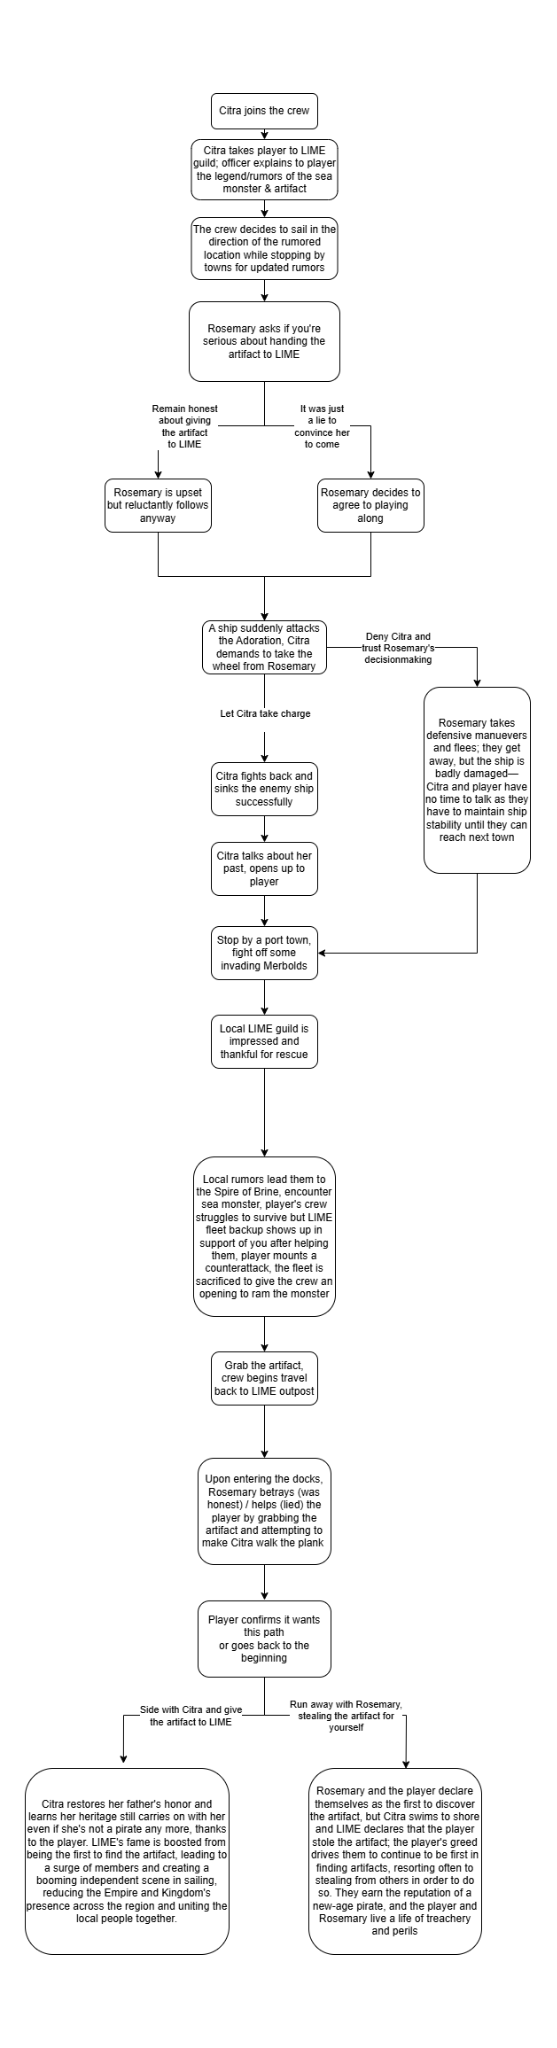 Citra joins the crew
Citra takes player to LIME
guild; officer explains to player
the legend/rumors of the sea
monster & artifact
The crew decides to sail in the
direction of the rumored
location while stopping by
towns for updated rumors
Rosemary asks if you're
serious about handing the
artifact to LIME
Remain honest
about giving
the artifact
to LIME
It was just
a lie to
convince her
to come
Rosemary is upset
but reluctantly follows
anyway
Rosemary decides to
agree to playing
along
A ship suddenly attacks
the Adoration, Citra
demands to take the
wheel from Rosemary
Deny Citra and
trust Rosemary's
decisionmaking
Let Citra take charge
Rosemary takes
defensive manuevers
and flees; they get
away, but the ship is
badly damaged—
Citra and player have
no time to talk as they
have to maintain ship
stability until they can
reach next town
Citra fights back and
sinks the enemy ship
successfully
Citra talks about her
past, opens up to
player
Stop by a port town,
fight off some
invading Merbolds
Local LIME guild is
impressed and
thankful for rescue
Local rumors lead them to
the Spire of Brine, encounter
sea monster, player's crew
struggles to survive but LIME
fleet backup shows up in
support of you after helping
them, player mounts a
counterattack, the fleet is
sacrificed to give the crew an
opening to ram the monster
Grab the artifact,
crew begins travel
back to LIME outpost
Upon entering the docks,
Rosemary betrays (was
honest) / helps (lied) the
player by grabbing the
artifact and attempting to
make Citra walk the plank
Player confirms it wants
this path
or goes back to the
beginning
Side with Citra and give
the artifact to LIME
Run away with Rosemary,
stealing the artifact for
yourself
Citra restores her father's honor and
learns her heritage still carries on with her
even if she's not a pirate any more, thanks
to the player. LIME's fame is boosted from
being the first to find the artifact, leading to
a surge of members and creating a
booming independent scene in sailing,
reducing the Empire and Kingdom's
presence across the region and uniting the
local people together.
Rosemary and the player declare
themselves as the first to discover
the artifact, but Citra swims to shore
and LIME declares that the player
stole the artifact; the player's greed
drives them to continue to be first in
finding artifacts, resorting often to
stealing from others in order to do
so. They earn the reputation of a
new-age pirate, and the player and
Rosemary live a life of treachery
and perils